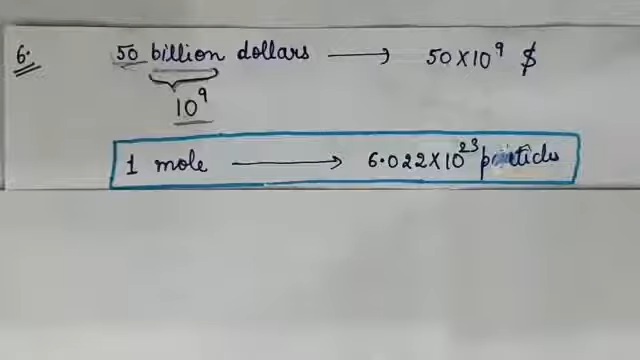 6. 50 billion dollars → 50×10⁹ $
10⁹
1 mole → 6.022×10²³ particles